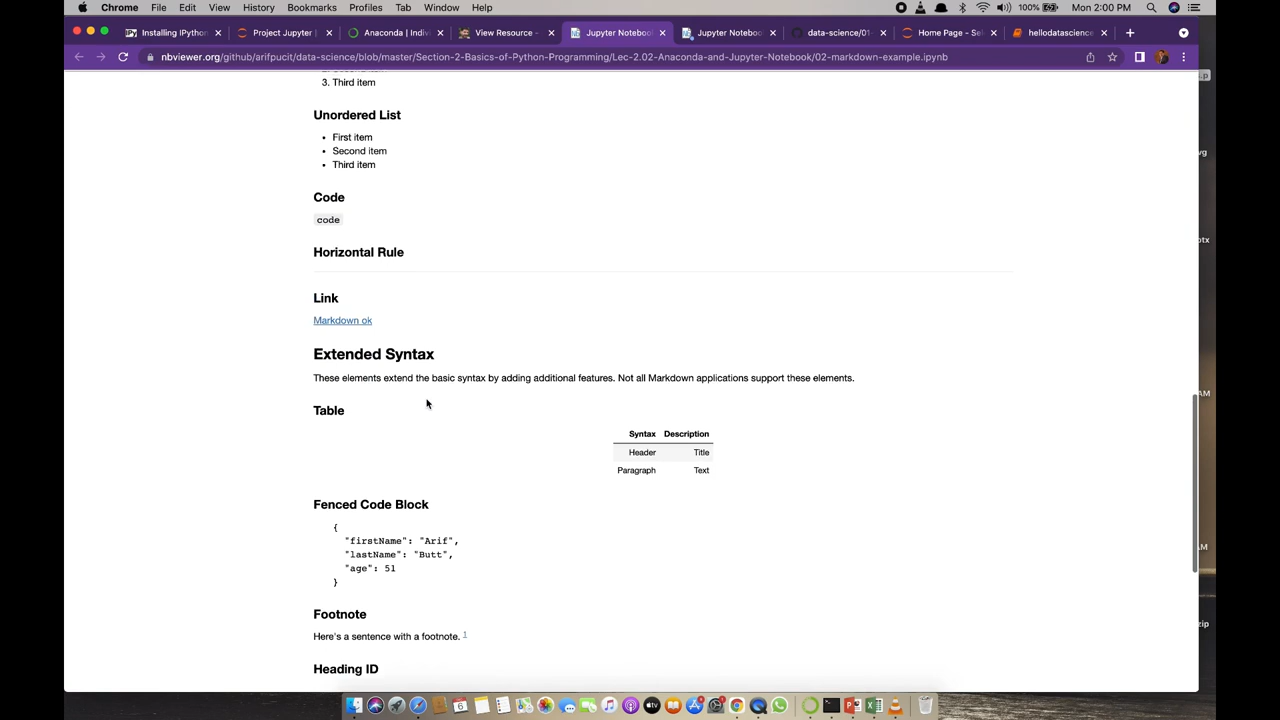 Chrome File Edit View History Bookmarks Profiles Tab Window Help 100% Mon 2:00 PM
Installing IPython Project Jupyter | Anaconda | Indiv View Resource - Jupyter Noteboo Jupyter Noteboo data-science/01 Home Page - Sel hellodatascience
nbviewer.org/github/arifpucit/data-science/blob/master/Section-2-Basics-of-Python-Programming/Lec-2.02-Anaconda-and-Jupyter-Notebook/02-markdown-example.ipynb
3. Third item
Unordered List
• First item
• Second item
• Third item
Code
code
Horizontal Rule
Link
Markdown ok
Extended Syntax
These elements extend the basic syntax by adding additional features. Not all Markdown applications support these elements.
Table
Syntax Description
Header Title
Paragraph Text
Fenced Code Block
{
"firstName": "Arif",
"lastName": "Butt",
"age": 51
}
Footnote
Here's a sentence with a footnote. 1
Heading ID